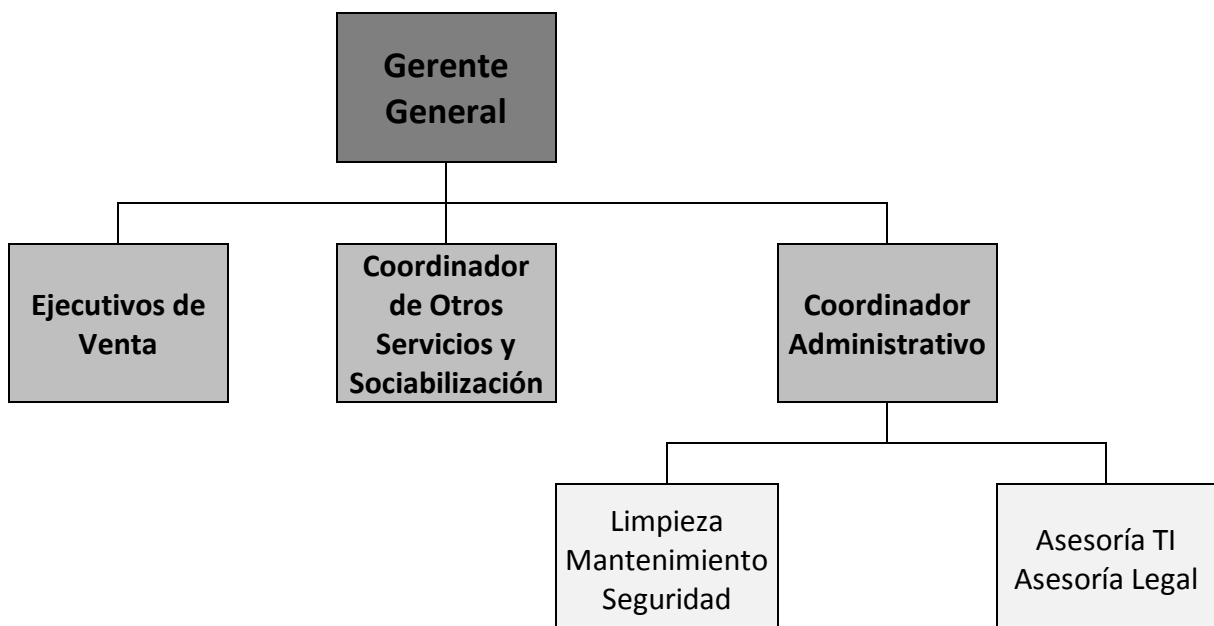 Gerente
General
Ejecutivos de
Venta
Coordinador
de Otros
Servicios y
Sociabilización
Coordinador
Administrativo
Limpieza
Mantenimiento
Seguridad
Asesoría TI
Asesoría Legal